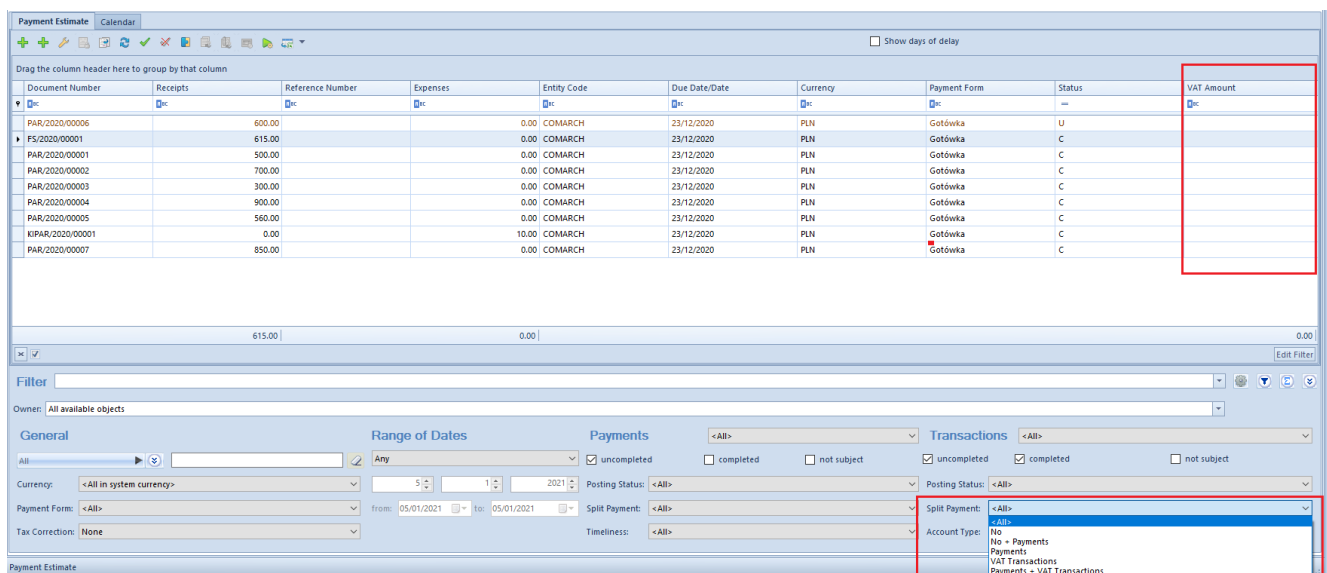 Payment Estimate Calendar
Show days of delay
Drag the column header here to group by that column
Document Number Receipts Reference Number Expenses Entity Code Due Date/Date Currency Payment Form Status VAT Amount
PAR/2020/00006 600.00 0.00 COMARCH 23/12/2020 PLN Gotówka U
FS/2020/00001 615.00 0.00 COMARCH 23/12/2020 PLN Gotówka C
PAR/2020/00001 500.00 0.00 COMARCH 23/12/2020 PLN Gotówka C
PAR/2020/00002 700.00 0.00 COMARCH 23/12/2020 PLN Gotówka C
PAR/2020/00003 300.00 0.00 COMARCH 23/12/2020 PLN Gotówka C
PAR/2020/00004 900.00 0.00 COMARCH 23/12/2020 PLN Gotówka C
PAR/2020/00005 560.00 0.00 COMARCH 23/12/2020 PLN Gotówka C
KIPAR/2020/00001 0.00 10.00 COMARCH 23/12/2020 PLN Gotówka C
PAR/2020/00007 850.00 0.00 COMARCH 23/12/2020 PLN Gotówka C
615.00 0.00 0.00
Edit Filter
Filter
Owner: All available objects
General Range of Dates Payments <All> Transactions <All>
All Any uncompleted completed not subject uncompleted completed not subject
Currency: <All in system currency> 5 1 2021 Posting Status: <All> Posting Status: <All>
Payment Form: <All> from: 05/01/2021 to: 05/01/2021 Split Payment: <All> Split Payment: <All>
Tax Correction: None Timeliness: <All> Account Type: <All>
No
No + Payments
Payments
VAT Transactions
Payments + VAT Transactions
Payment Estimate